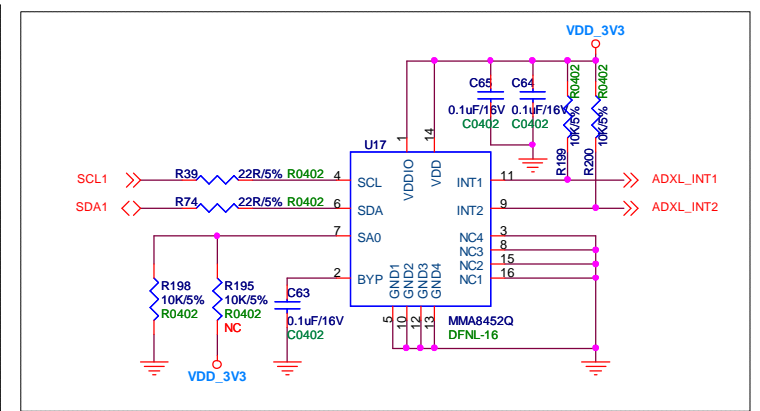 VDD_3V3
C65
C64
R0402
R0402
0.1uF/16V
0.1uF/16V
C0402
C0402
10K/5%
10K/5%
R199
R200
U17
1
14
VDDIO
VDD
SCL1
R39
22R/5%
R0402
4
SCL
INT1
11
ADXL_INT1
SDA1
R74
22R/5%
R0402
6
SDA
INT2
9
ADXL_INT2
7
SA0
NC4
3
NC3
8
NC2
15
NC1
16
2
BYP
GND1
GND2
GND3
GND4
5
10
12
13
R198
10K/5%
R0402
R195
10K/5%
R0402
NC
C63
0.1uF/16V
C0402
MMA8452Q
DFNL-16
VDD_3V3